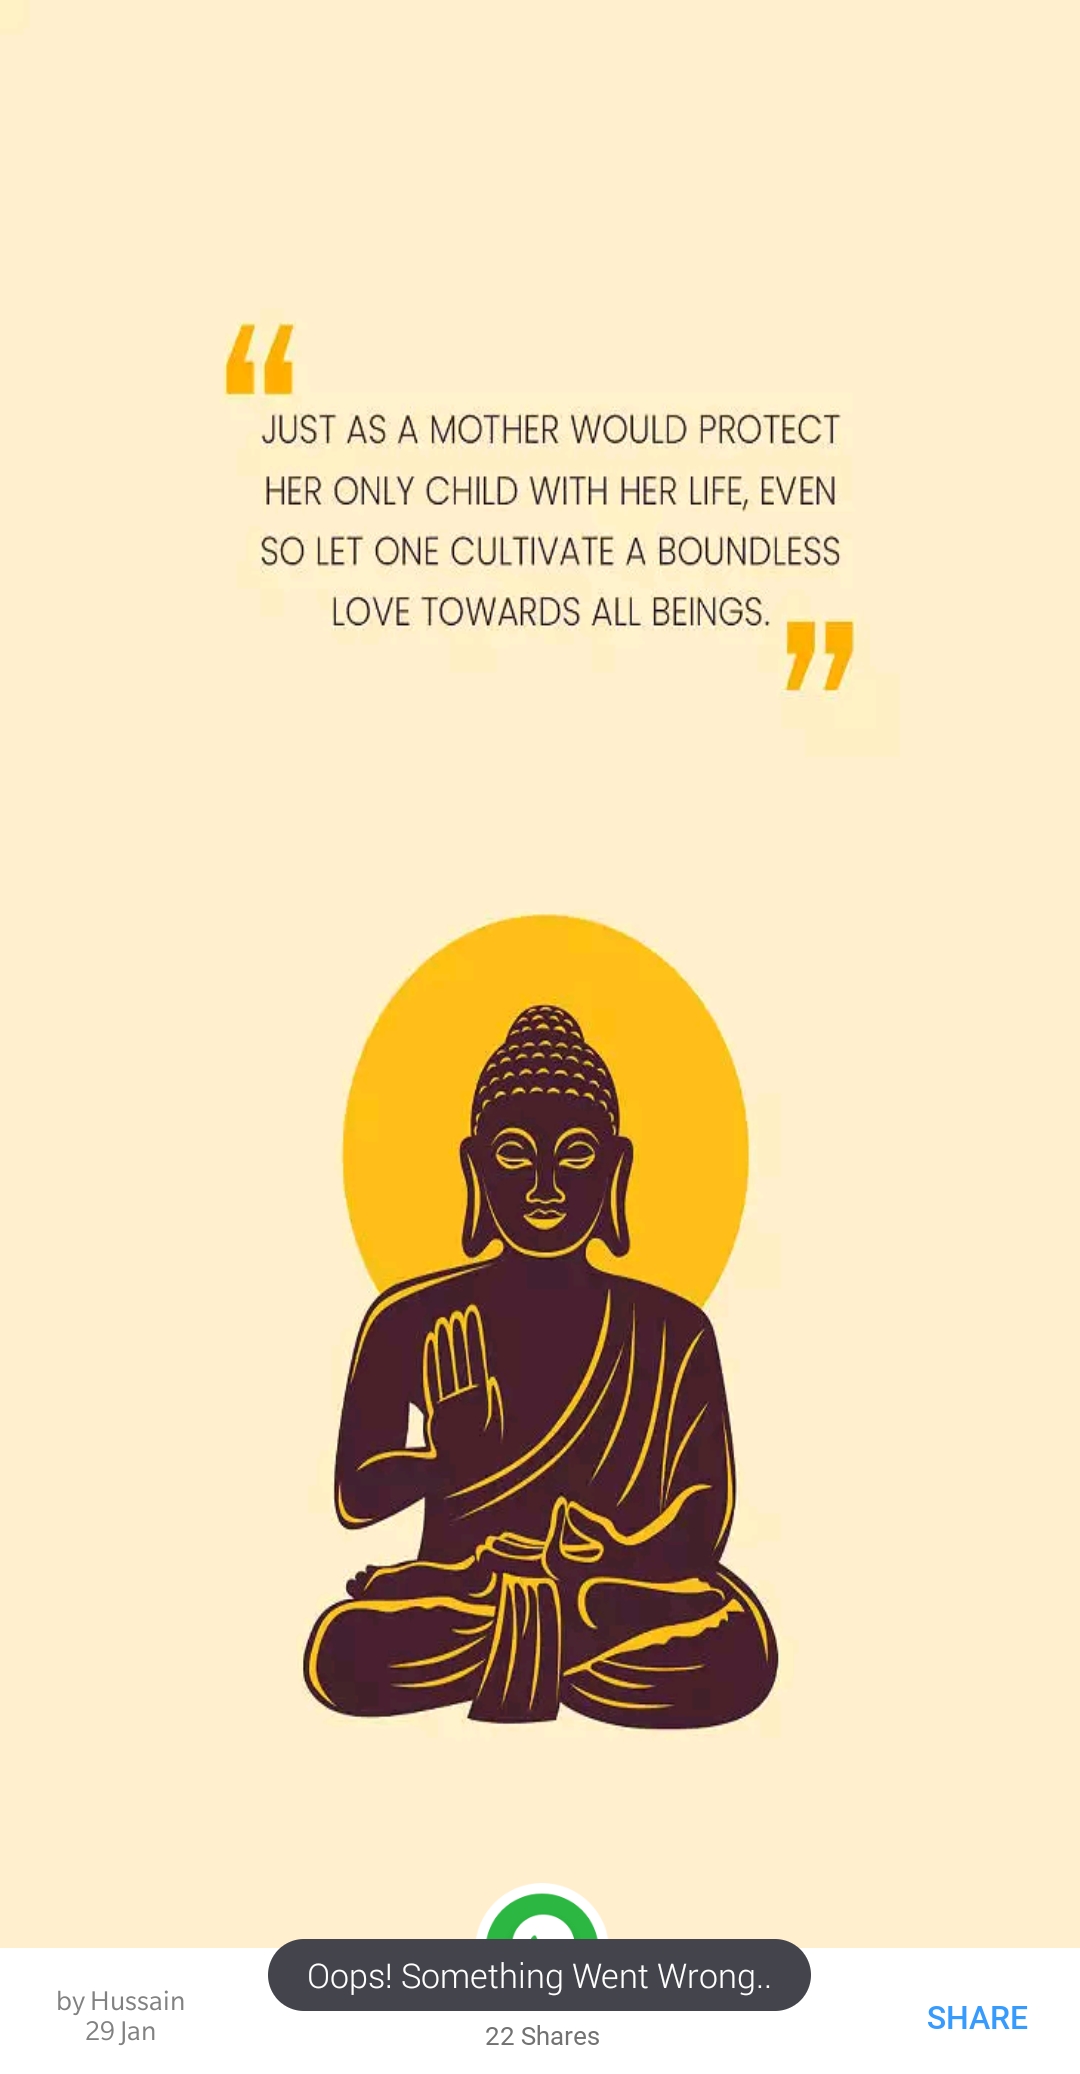 “
JUST AS A MOTHER WOULD PROTECT
HER ONLY CHILD WITH HER LIFE, EVEN
SO LET ONE CULTIVATE A BOUNDLESS
LOVE TOWARDS ALL BEINGS.
”
Oops! Something Went Wrong..
by Hussain
29 Jan
22 Shares
SHARE